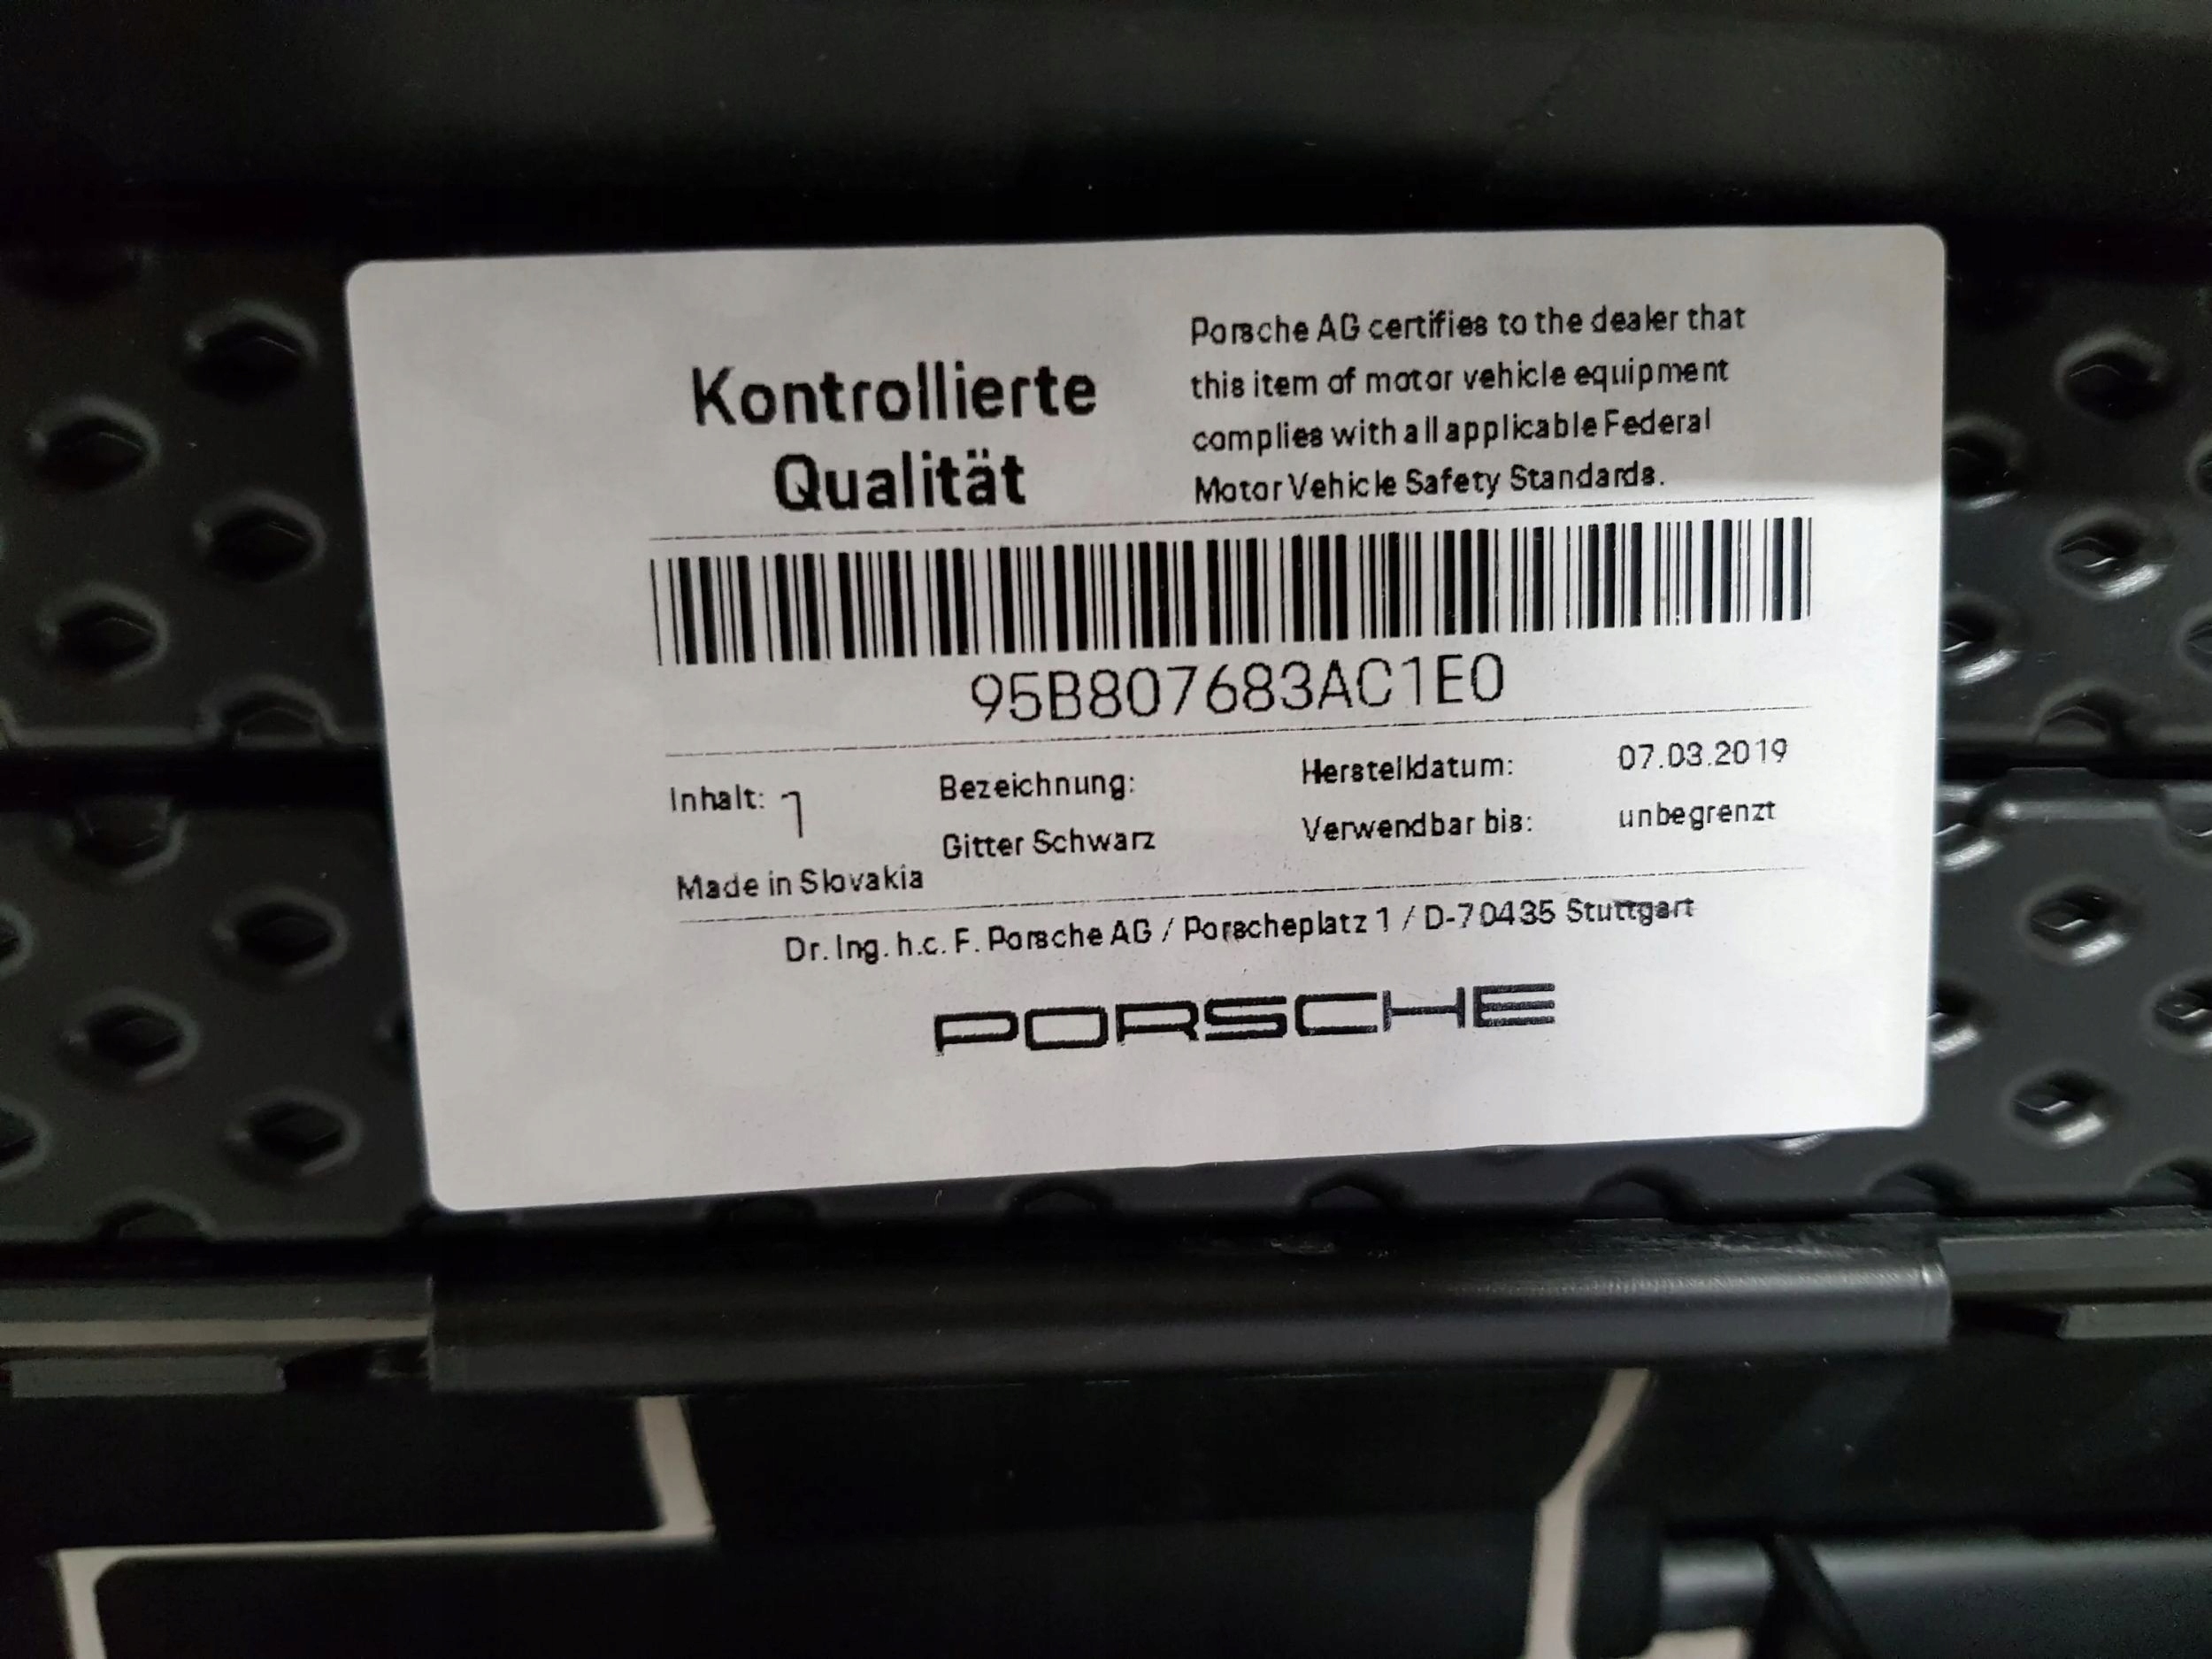 Kontrollierte
Qualität
Porsche AG certifies to the dealer that
this item of motor vehicle equipment
complies with all applicable Federal
Motor Vehicle Safety Standards.
95B807683AC1E0
Inhalt: 1
Made in Slovakia
Bezeichnung:
Gitter Schwarz
Herstelldatum: 07.03.2019
Verwendbar bis: unbegrenzt
Dr. Ing. h.c. F. Porsche AG / Porscheplatz 1 / D-70435 Stuttgart
PORSCHE